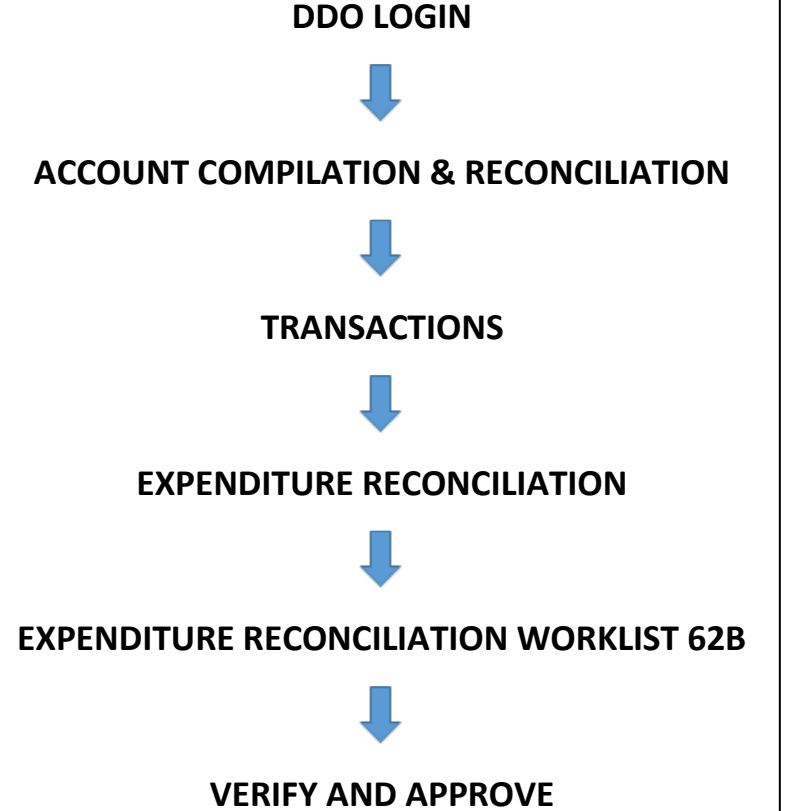 DDO LOGIN
ACCOUNT COMPILATION & RECONCILIATION
TRANSACTIONS
EXPENDITURE RECONCILIATION
EXPENDITURE RECONCILIATION WORKLIST 62B
VERIFY AND APPROVE